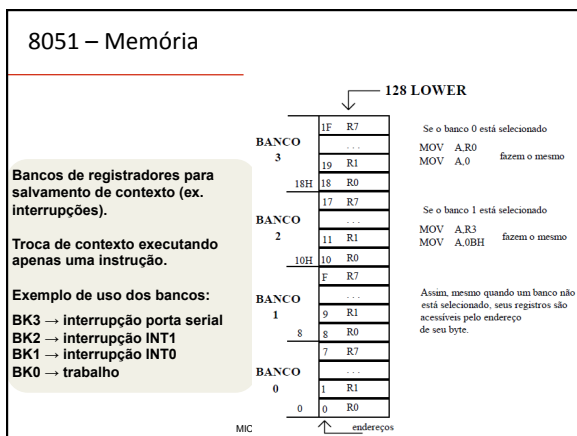 8051 – Memória
128 LOWER
Bancos de registradores para
salvamento de contexto (ex.
interrupções).
Troca de contexto executando
apenas uma instrução.
Exemplo de uso dos bancos:
BK3 → interrupção porta serial
BK2 → interrupção INT1
BK1 → interrupção INT0
BK0 → trabalho
BANCO
3
18H
1F R7
. . .
19 R1
18 R0
BANCO
2
10H
17 R7
. . .
11 R1
10 R0
BANCO
1
8
F R7
. . .
9 R1
8 R0
BANCO
0
0
7 R7
. . .
1 R1
0 R0
endereços
Se o banco 0 está selecionado
MOV A,R0
MOV A,0
fazem o mesmo
Se o banco 1 está selecionado
MOV A,R3
MOV A,0BH
fazem o mesmo
Assim, mesmo quando um banco não
está selecionado, seus registros são
acessíveis pelo endereço
de seu byte.
MIC